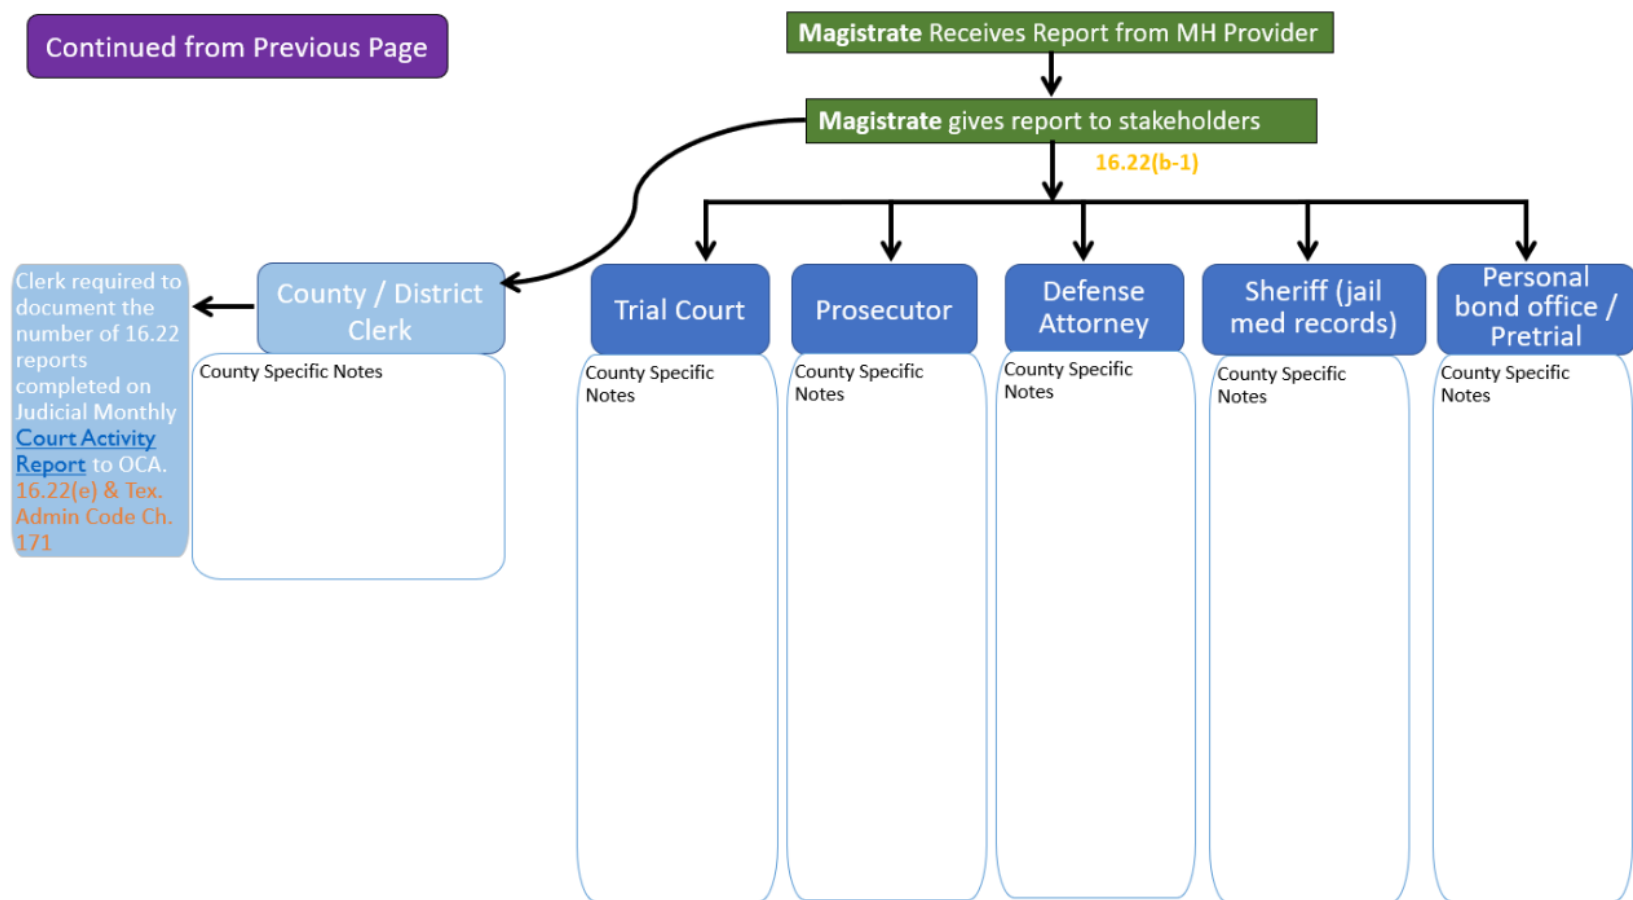 Continued from Previous Page
Magistrate Receives Report from MH Provider
Magistrate gives report to stakeholders
16.22(b-1)
Clerk required to
document the
number of 16.22
reports
completed on
Judicial Monthly
Court Activity
Report to OCA.
16.22(e) & Tex.
Admin Code Ch.
171
County / District
Clerk
County Specific Notes
Trial Court
County Specific
Notes
Prosecutor
County Specific
Notes
Defense
Attorney
County Specific
Notes
Sheriff (jail
med records)
County Specific
Notes
Personal
bond office /
Pretrial
County Specific
Notes